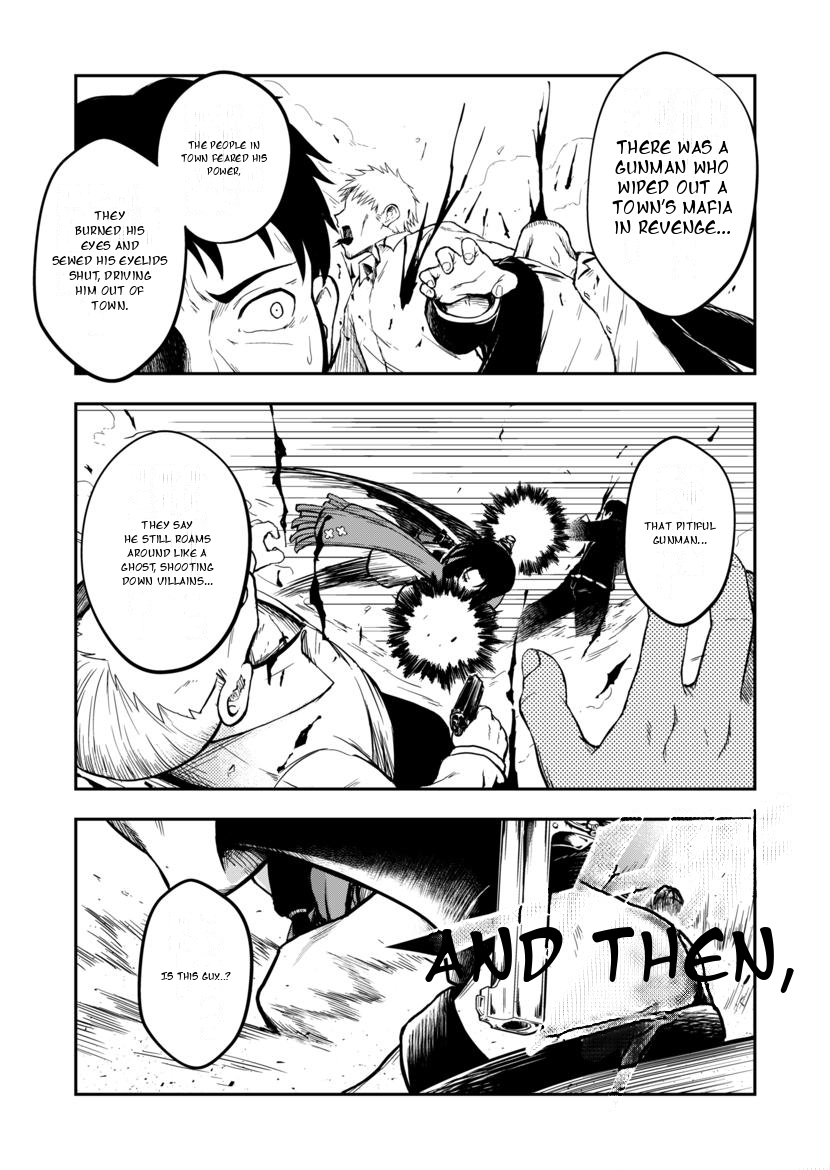 THERE WAS A
GUNMAN WHO
WIPED OUT A
TOWN'S MAFIA
IN REVENGE...
THE PEOPLE IN
TOWN FEARED HIS
POWER,
THEY
BURNED HIS
EYES AND
SEWED HIS EYELIDS
SHUT, DRIVING
HIM OUT OF
TOWN.
THAT PITIFUL
GUNMAN...
THEY SAY
HE STILL ROAMS
AROUND LIKE A
GHOST, SHOOTING
DOWN VILLAINS...
AND THEN,
IS THIS GUY..?